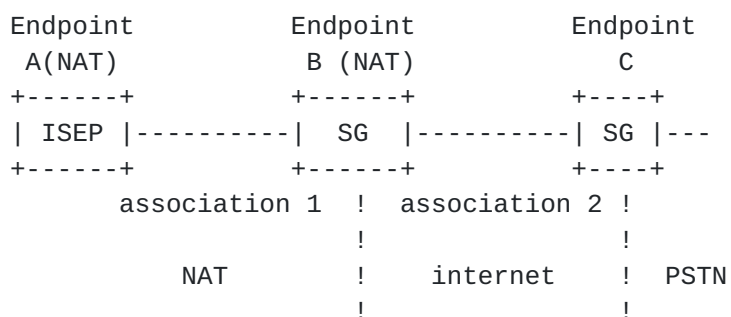 Endpoint Endpoint Endpoint
A(NAT) B (NAT) C
+------+ +------+ +----+
| ISEP |----------| SG |----------| SG |---
+------+ +------+ +----+
association 1 ! association 2 !
! !
NAT ! internet ! PSTN
! !